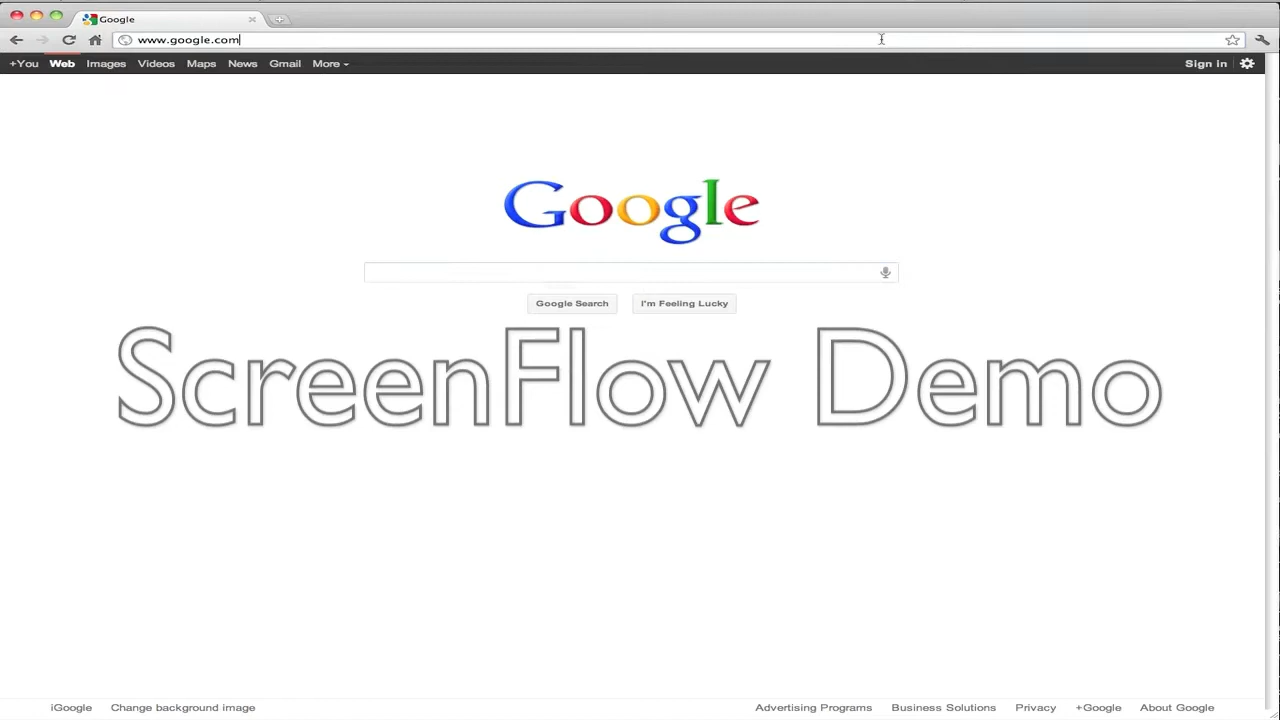 Google
www.google.com
+You Web Images Videos Maps News Gmail More Sign in
Google
Google Search I'm Feeling Lucky
ScreenFlow Demo
iGoogle Change background image Advertising Programs Business Solutions Privacy +Google About Google